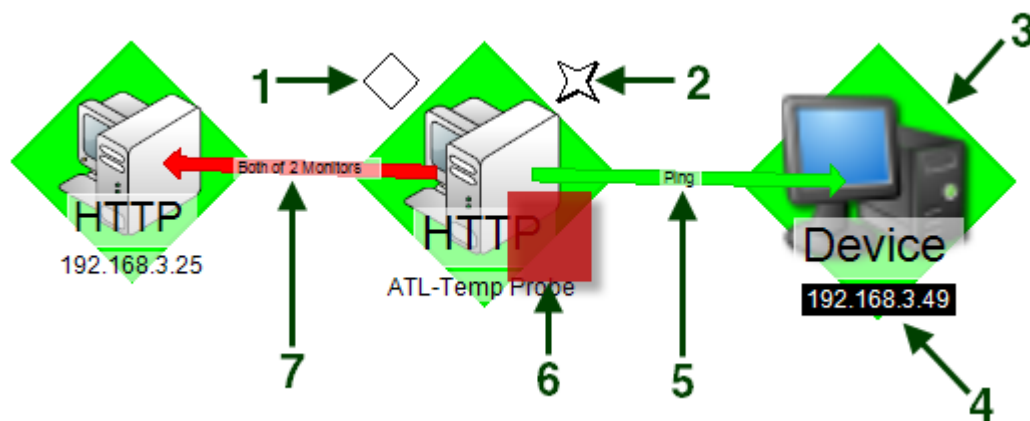 3
1
2
Both of 2 Monitors
Ping
HTTP
HTTP
Device
192.168.3.25
ATL-Temp Probe
192.168.3.49
7
6
5
4